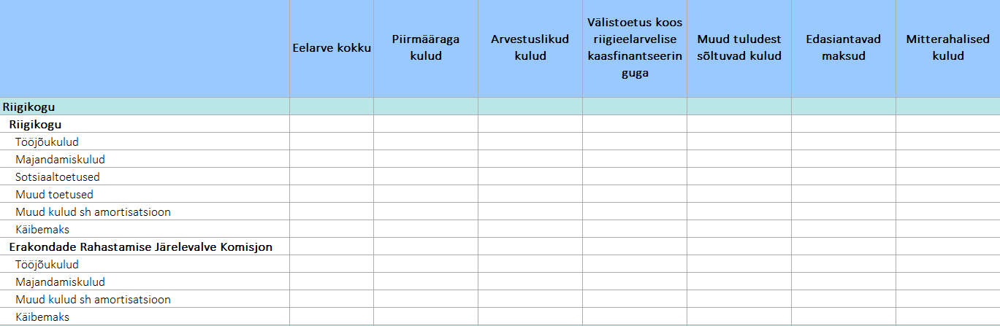 Eelarve kokku
Piirmääraga
kulud
Arvestuslikud
kulud
Välistoetus koos
riigieelarvelise
kaasfinantseerin
guga
Muud tuludest
sõltuvad kulud
Edasiantavad
maksud
Mitterahalised
kulud
Riigikogu
Riigikogu
Tööjõukulud
Majandamiskulud
Sotsiaaltoetused
Muud toetused
Muud kulud sh amortisatsioon
Käibemaks
Erakondade Rahastamise Järelevalve Komisjon
Tööjõukulud
Majandamiskulud
Muud kulud sh amortisatsioon
Käibemaks